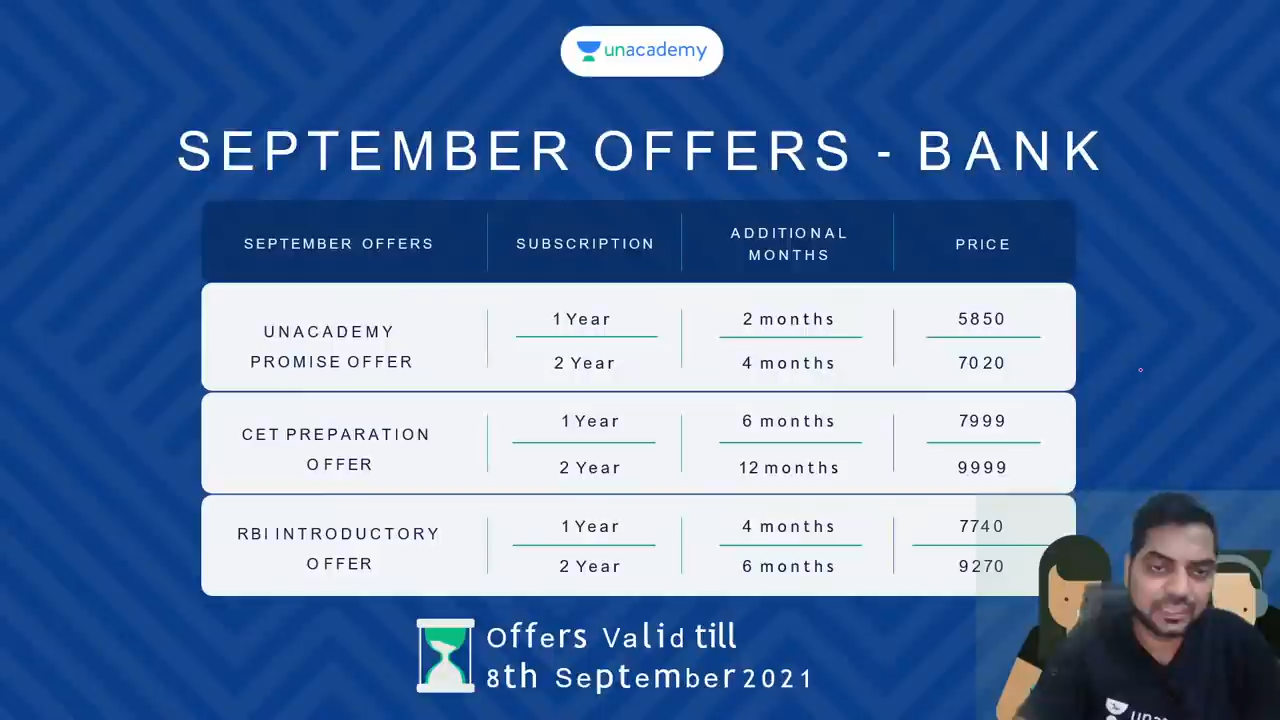 unacademy
SEPTEMBER OFFERS - BANK
SEPTEMBER OFFERS
SUBSCRIPTION
ADDITIONAL
MONTHS
PRICE
UNACADEMY
PROMISE OFFER
1 Year
2 months
5850
2 Year
4 months
7020
CET PREPARATION
OFFER
1 Year
6 months
7999
2 Year
12 months
9999
RBI INTRODUCTORY
OFFER
1 Year
4 months
7740
2 Year
6 months
9270
Offers Valid till
8th September 2021